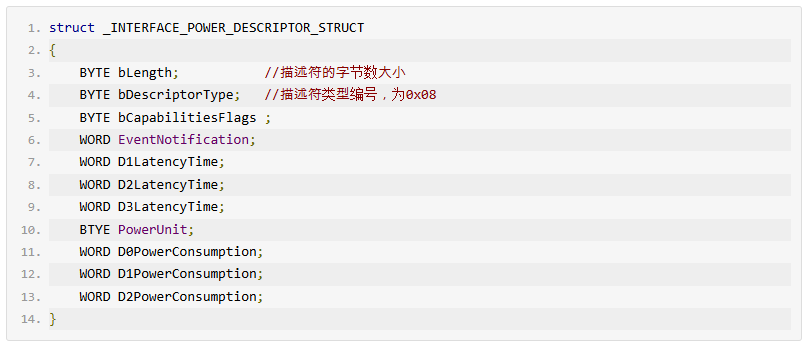 1. struct _INTERFACE_POWER_DESCRIPTOR_STRUCT
2. {
3. BYTE bLength; //描述符的字节数大小
4. BYTE bDescriptorType; //描述符类型编号，为0x08
5. BYTE bCapabilitiesFlags ;
6. WORD EventNotification;
7. WORD D1LatencyTime;
8. WORD D2LatencyTime;
9. WORD D3LatencyTime;
10. BTYE PowerUnit;
11. WORD D0PowerConsumption;
12. WORD D1PowerConsumption;
13. WORD D2PowerConsumption;
14. }